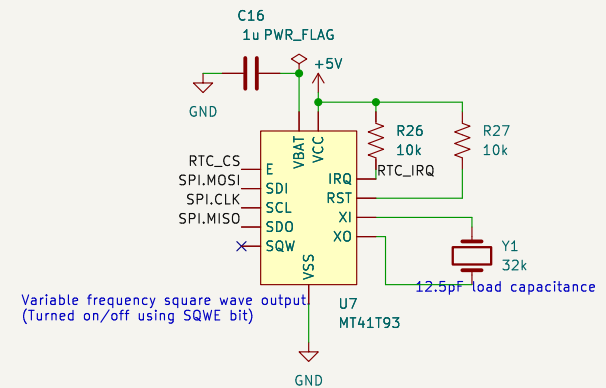 C16
1u PWR_FLAG
+5V
GND
R26
10k
R27
10k
VBAT
VCC
RTC_CS
E
SPI.MOSI
SDI
SPI.CLK
SCL
SPI.MISO
SDO
SQW
IRQ
RTC_IRQ
RST
XI
XO
VSS
Y1
32k
12.5pF load capacitance
Variable frequency square wave output
(Turned on/off using SQWE bit)
U7
MT41T93
GND